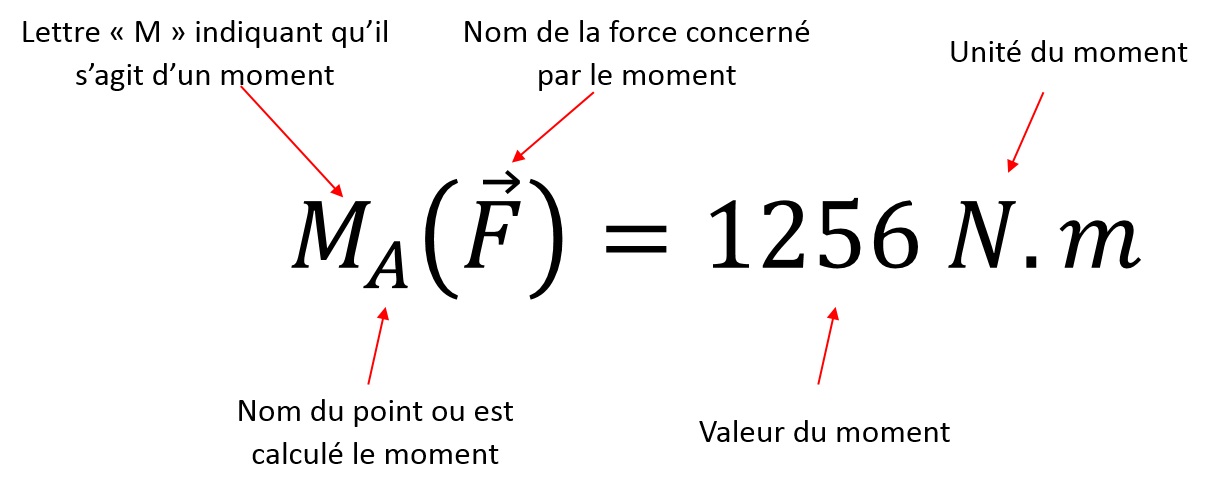 Lettre « M » indiquant qu’il
s’agit d’un moment
Nom de la force concerné
par le moment
Unité du moment
M_A(F⃗) = 1256 N.m
Nom du point ou est
calculé le moment
Valeur du moment